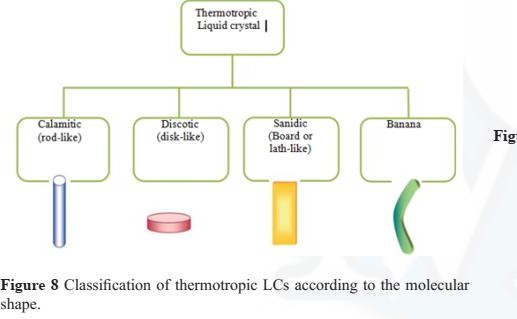 Thermotropic
Liquid crystal |
Calamitic
(rod-like)
Discotic
(disk-like)
Sanidic
(Board or
lath-like)
Banana
Fig
Figure 8 Classification of thermotropic LCs according to the molecular
shape.